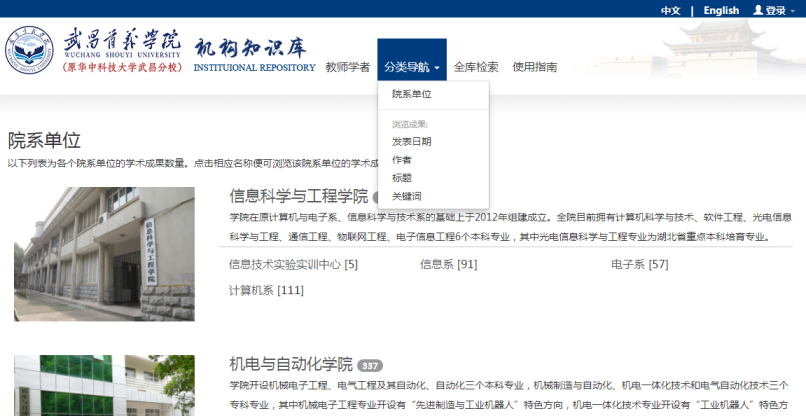 中文 | English 登录
武昌首义学院
WUCHANG SHOUYI UNIVERSITY
(原华中科技大学武昌分校)
机构知识库
INSTITUIONAL REPOSITORY
教师学者 分类导航 全库检索 使用指南
院系单位
浏览成果:
发表日期
作者
标题
关键词
院系单位
以下列表为各个院系单位的学术成果数量。点击相应名称便可浏览该院系单位的学术成
信息科学与工程学院
学院在原计算机与电子系、信息科学与技术系的基础上于2012年组建成立。全院目前拥有计算机科学与技术、软件工程、光电信息
科学与工程、通信工程、物联网工程、电子信息工程6个本科专业，其中光电信息科学与工程专业为湖北省重点本科培育专业。
信息技术实验实训中心 [5] 信息系 [91] 电子系 [57]
计算机系 [111]
信息科学与工程学院
机电与自动化学院 337
学院开设机械电子工程、电气工程及其自动化、自动化三个本科专业，机械制造与自动化、机电一体化技术和电气自动化技术三个
专科专业，其中机械电子工程专业开设有“先进制造与工业机器人”特色方向，机电一体化技术专业开设有“工业机器人”特色方